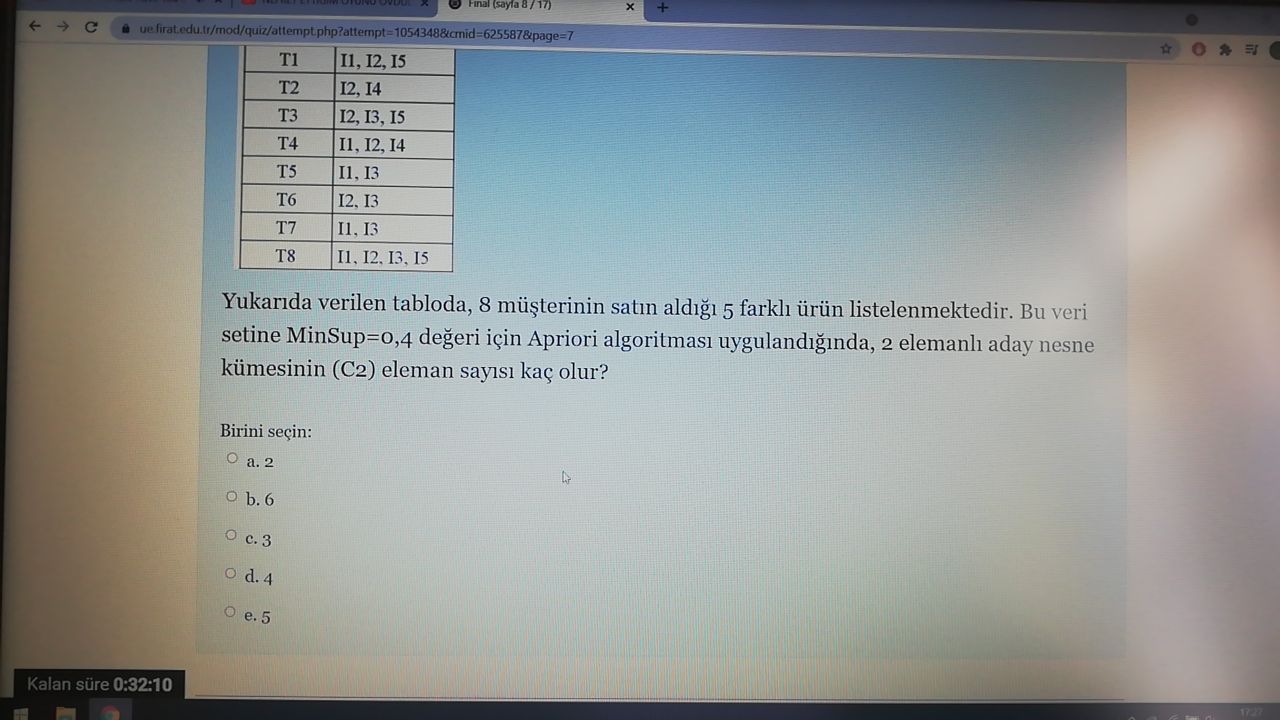 Final (sayfa 8 / 17)
ue.firat.edu.tr/mod/quiz/attempt.php?attempt=1054348&cmid=625587&page=7
T1 I1, I2, I5
T2 I2, I4
T3 I2, I3, I5
T4 I1, I2, I4
T5 I1, I3
T6 I2, I3
T7 I1, I3
T8 I1, I2, I3, I5
Yukarıda verilen tabloda, 8 müşterinin satın aldığı 5 farklı ürün listelenmektedir. Bu veri
setine MinSup=0,4 değeri için Apriori algoritması uygulandığında, 2 elemanlı aday nesne
kümesinin (C2) eleman sayısı kaç olur?
Birini seçin:
a. 2
b. 6
c. 3
d. 4
e. 5
Kalan süre 0:32:10
17:27